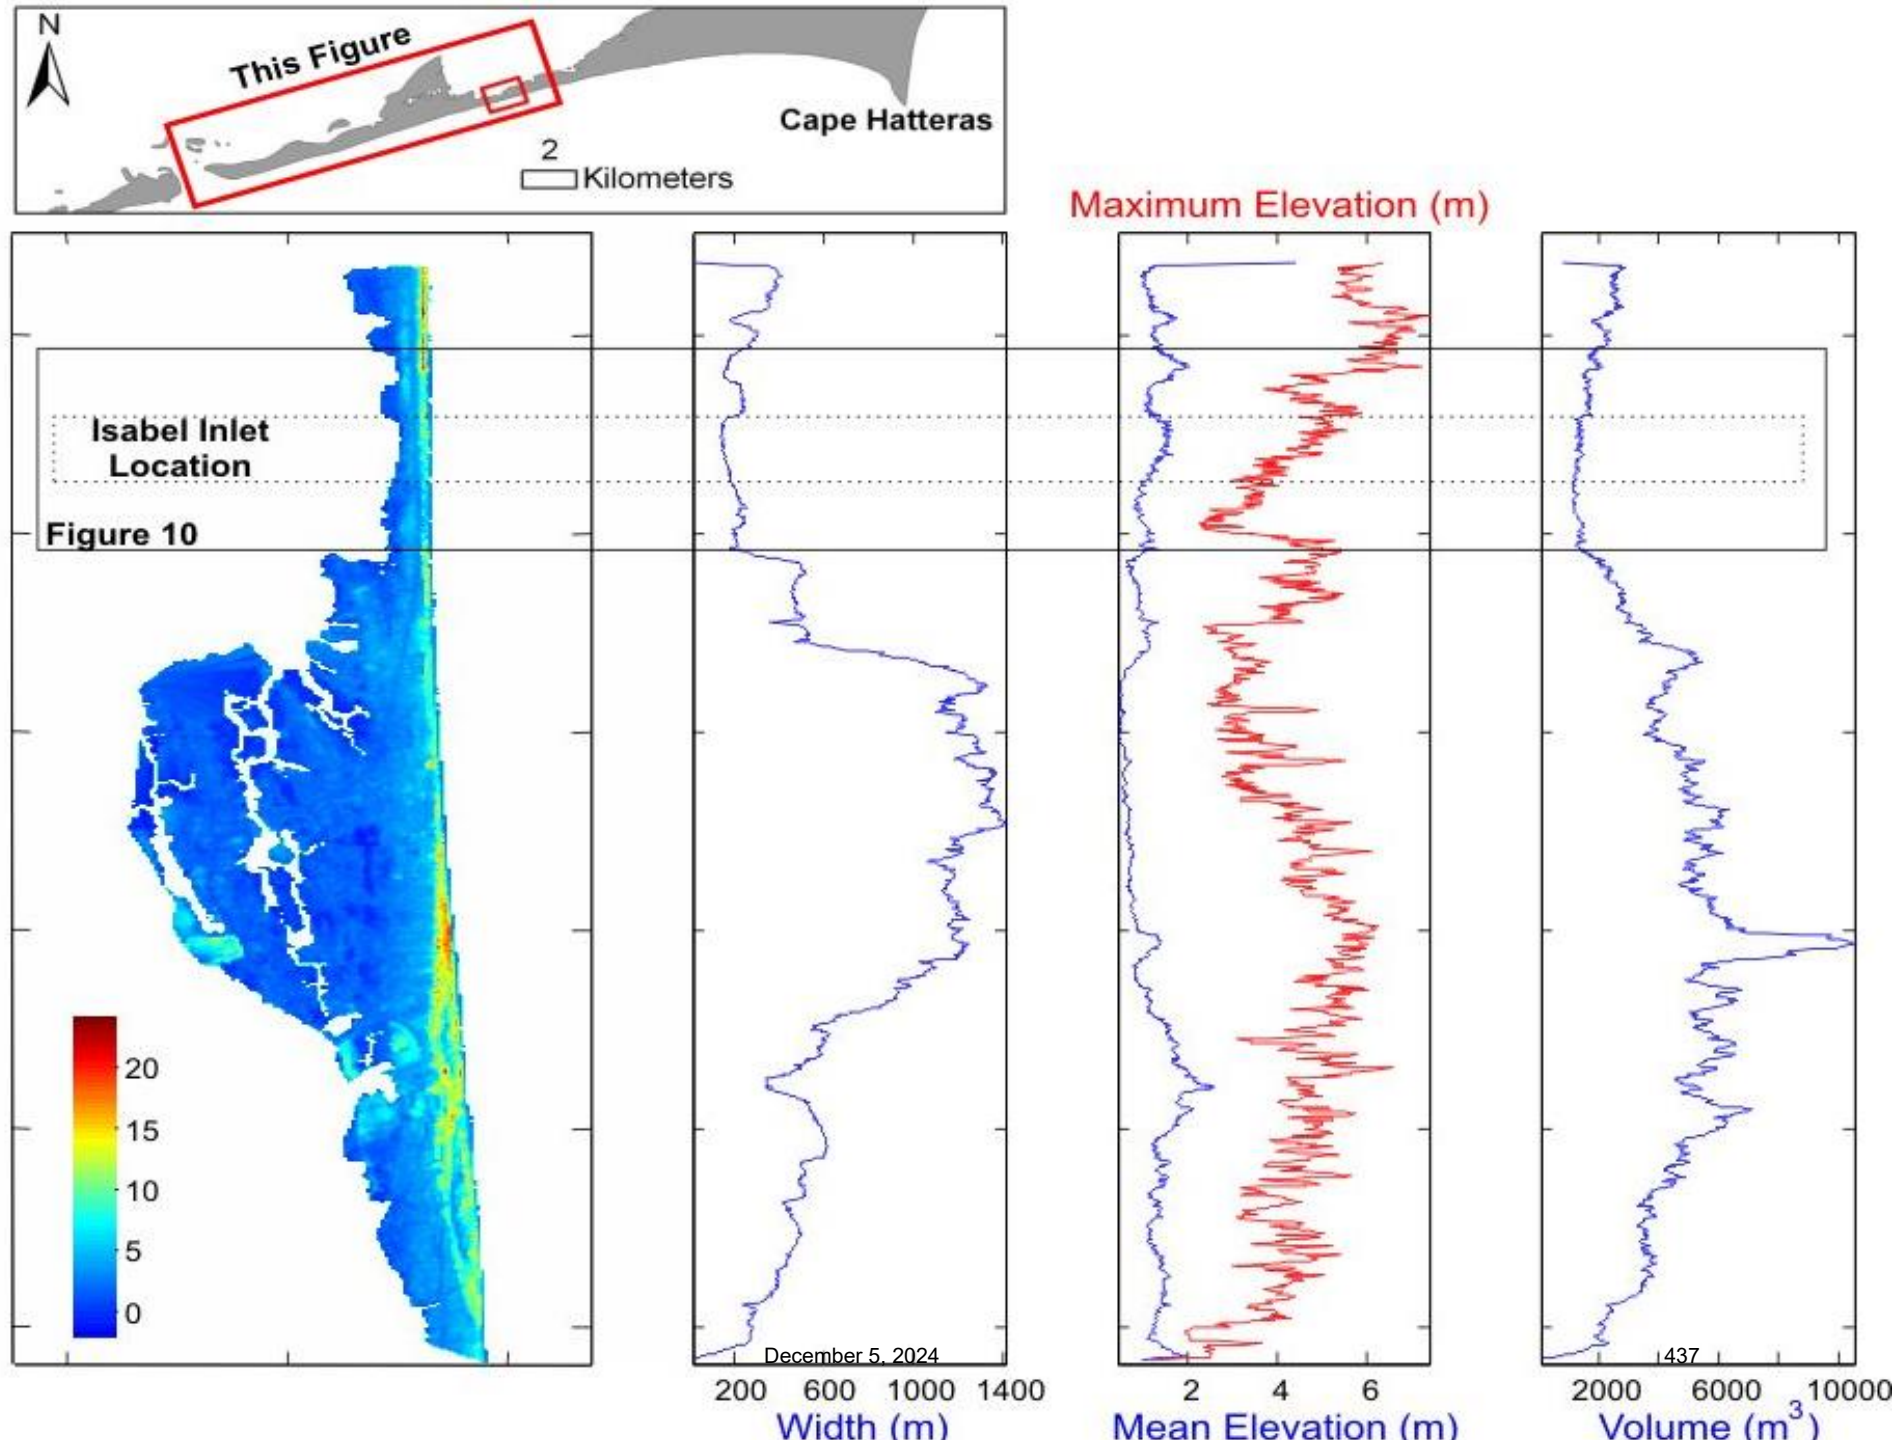 N
This Figure
Cape Hatteras
2
Kilometers
Maximum Elevation (m)
Isabel Inlet
Location
Figure 10
20
15
10
5
0
December 5, 2024
437
200 600 1000 1400
2 4 6
2000 6000 10000
Width (m)
Mean Elevation (m)
Volume (m³)